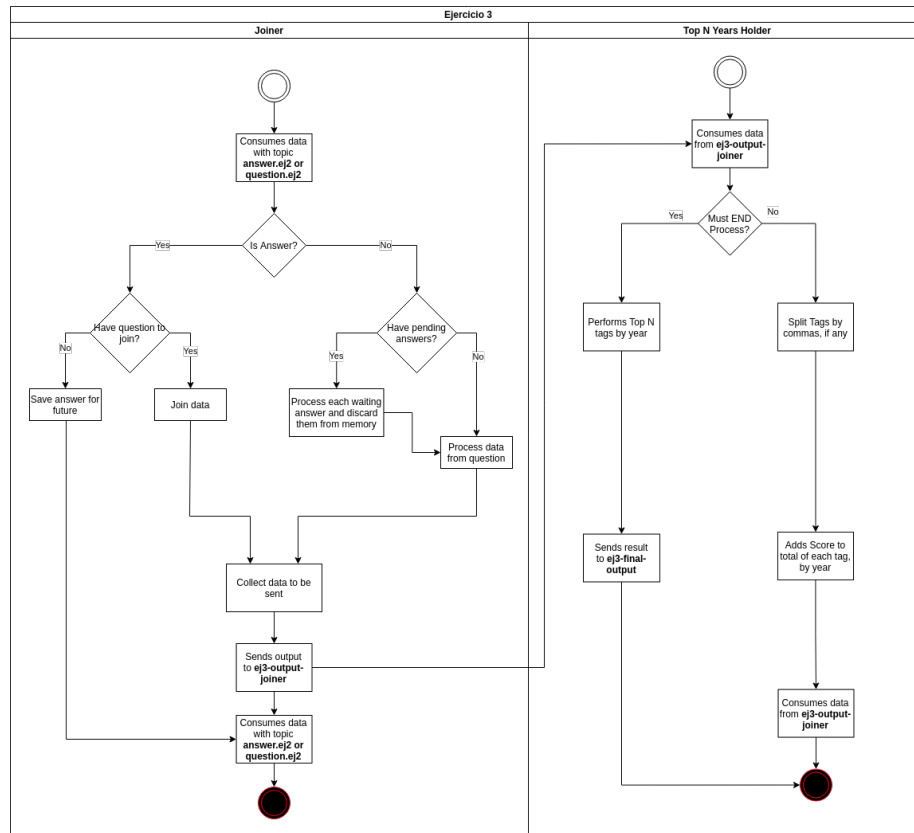 Ejercicio 3
Joiner
Consumes data
with topic
answer.ej2 or
question.ej2
Is Answer?
Yes
No
Have question to
join?
No
Yes
Save answer for
future
Join data
Have pending
answers?
Yes
No
Process each waiting
answer and discard
them from memory
Process data
from question
Collect data to be
sent
Sends output
to ej3-output-
joiner
Consumes data
with topic
answer.ej2 or
question.ej2
Top N Years Holder
Consumes data
from ej3-output-
joiner
Must END
Process?
Yes
No
Performs Top N
tags by year
Split Tags by
commas, if any
Sends result
to ej3-final-
output
Adds Score to
total of each tag,
by year
Consumes data
from ej3-output-
joiner